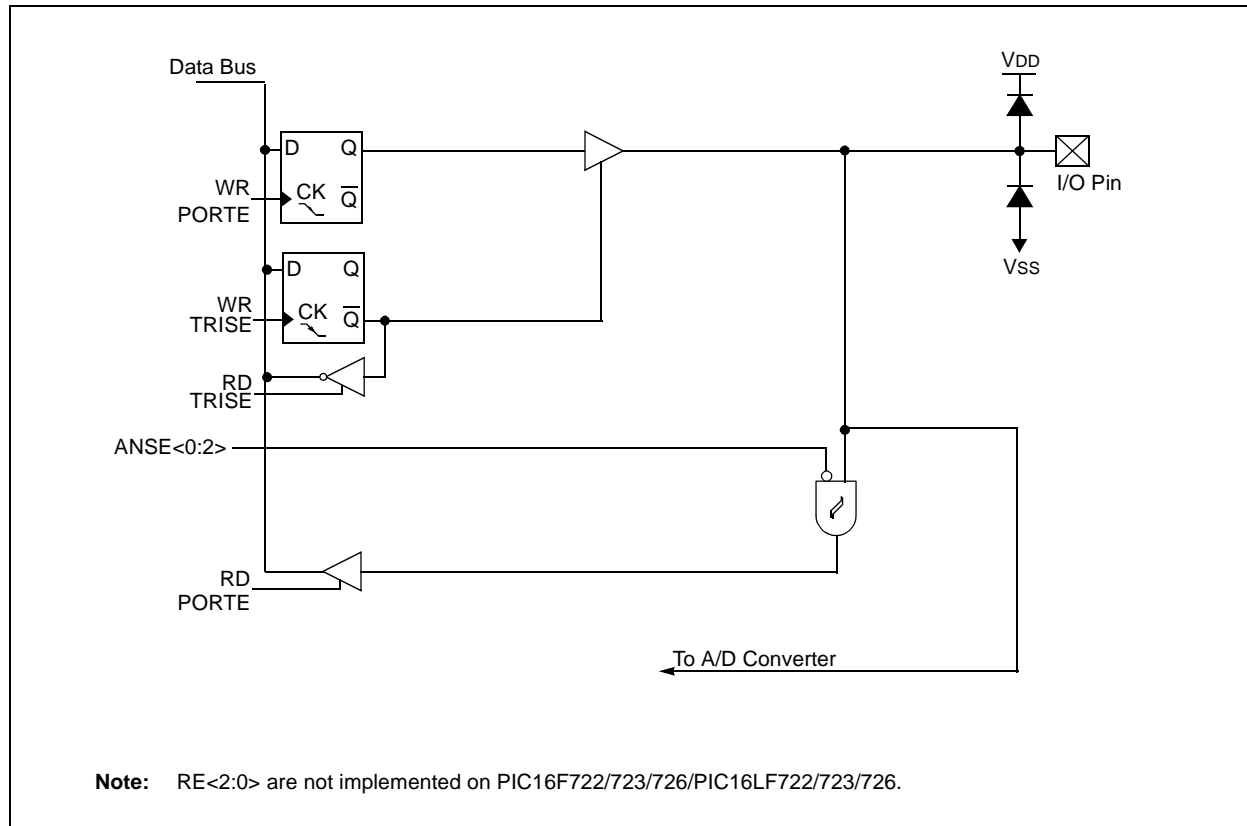 Data Bus
VDD
D Q
WR
PORTE
CK Q
I/O Pin
VSS
D Q
WR
TRISE
CK Q
RD
TRISE
ANSE<0:2>
RD
PORTE
To A/D Converter
Note: RE<2:0> are not implemented on PIC16F722/723/726/PIC16LF722/723/726.